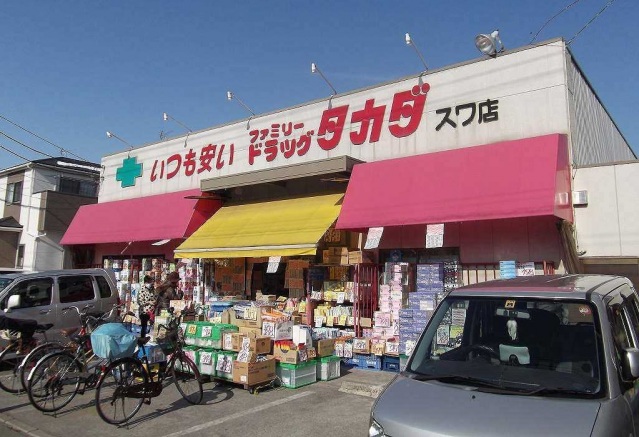 いつも安い
ファミリー
ドラッグ
タカダ
スワ店